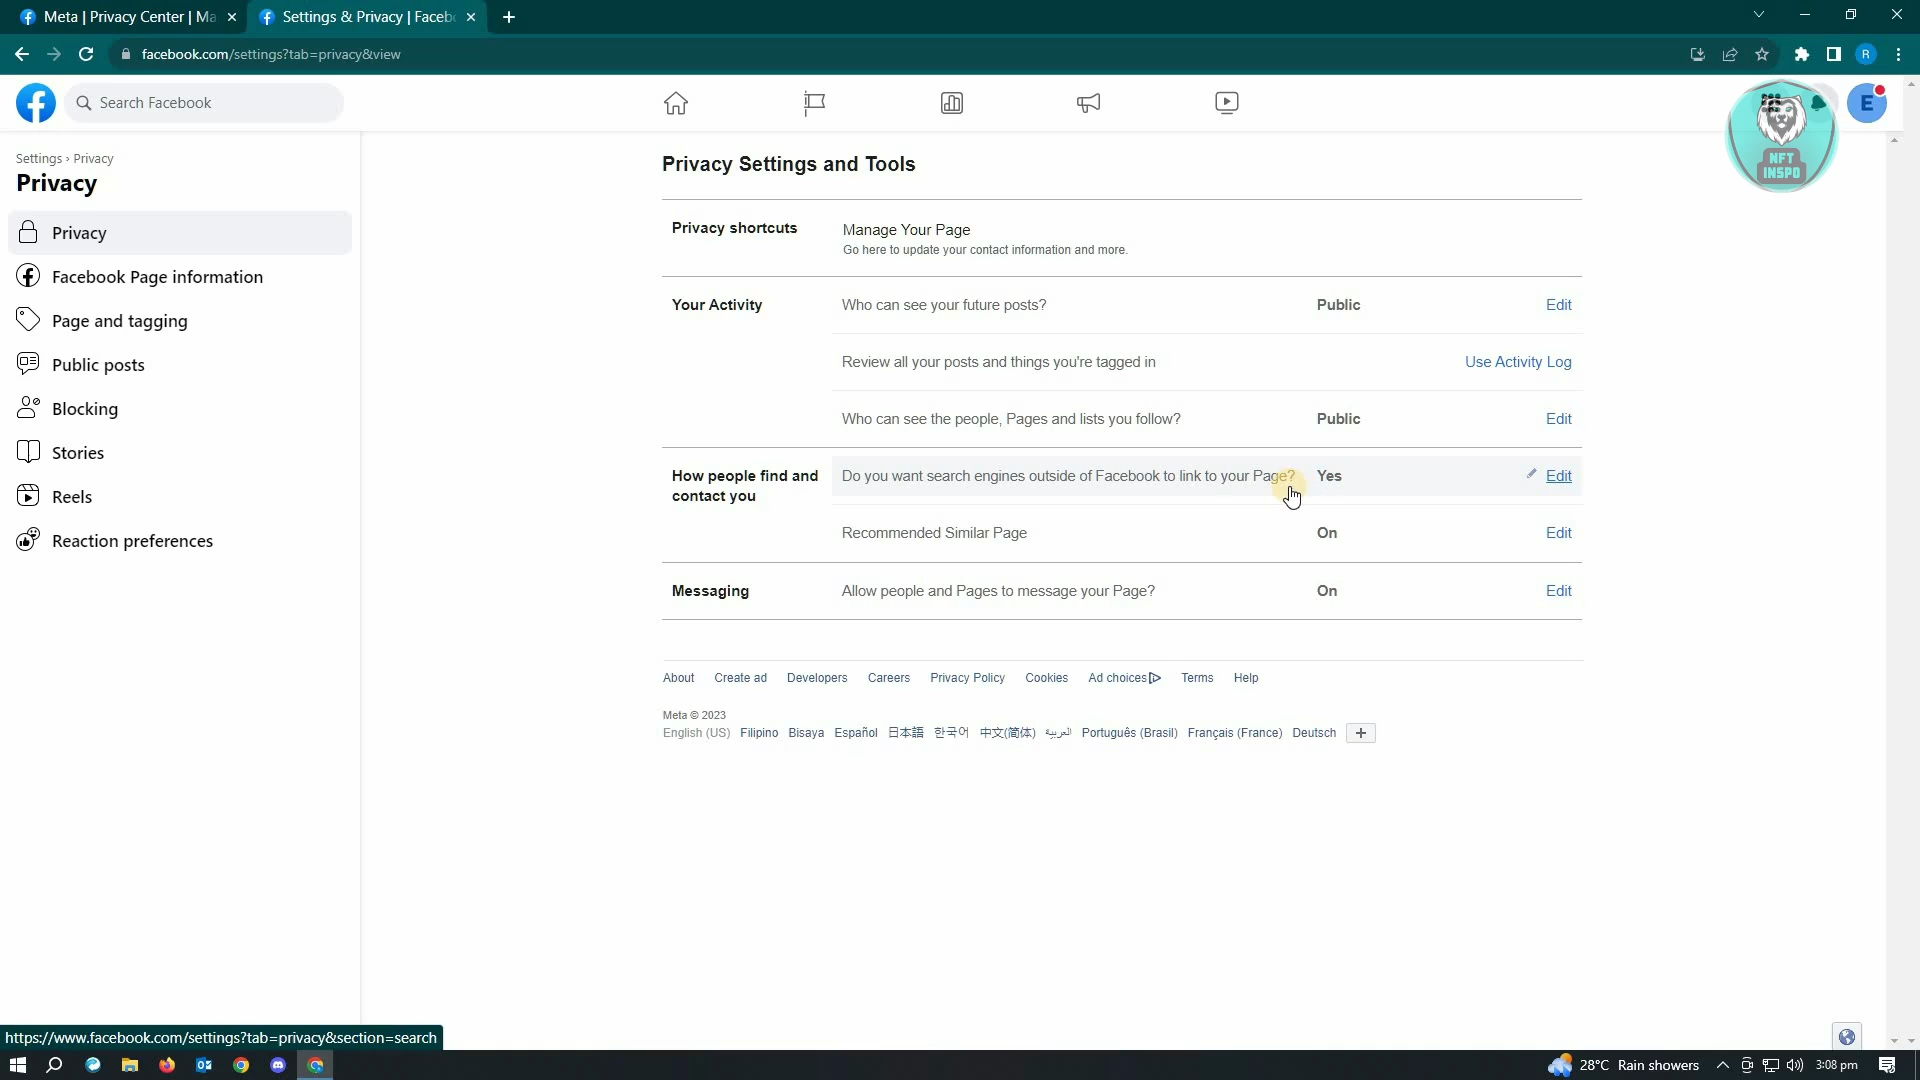 Meta | Privacy Center | Ma
Settings & Privacy | Facebo
facebook.com/settings?tab=privacy&view
R
Search Facebook
E
NFT
INSPO
Settings › Privacy
Privacy
Privacy
Facebook Page information
Page and tagging
Public posts
Blocking
Stories
Reels
Reaction preferences
Privacy Settings and Tools
Privacy shortcuts
Manage Your Page
Go here to update your contact information and more.
Your Activity
Who can see your future posts? Public Edit
Review all your posts and things you're tagged in Use Activity Log
Who can see the people, Pages and lists you follow? Public Edit
How people find and
contact you
Do you want search engines outside of Facebook to link to your Page? Yes Edit
Recommended Similar Page On Edit
Messaging Allow people and Pages to message your Page? On Edit
About Create ad Developers Careers Privacy Policy Cookies Ad choices Terms Help
Meta © 2023
English (US) Filipino Bisaya Español 日本語 한국어 中文(简体) العربية Português (Brasil) Français (France) Deutsch
https://www.facebook.com/settings?tab=privacy&section=search
28°C Rain showers 3:08 pm